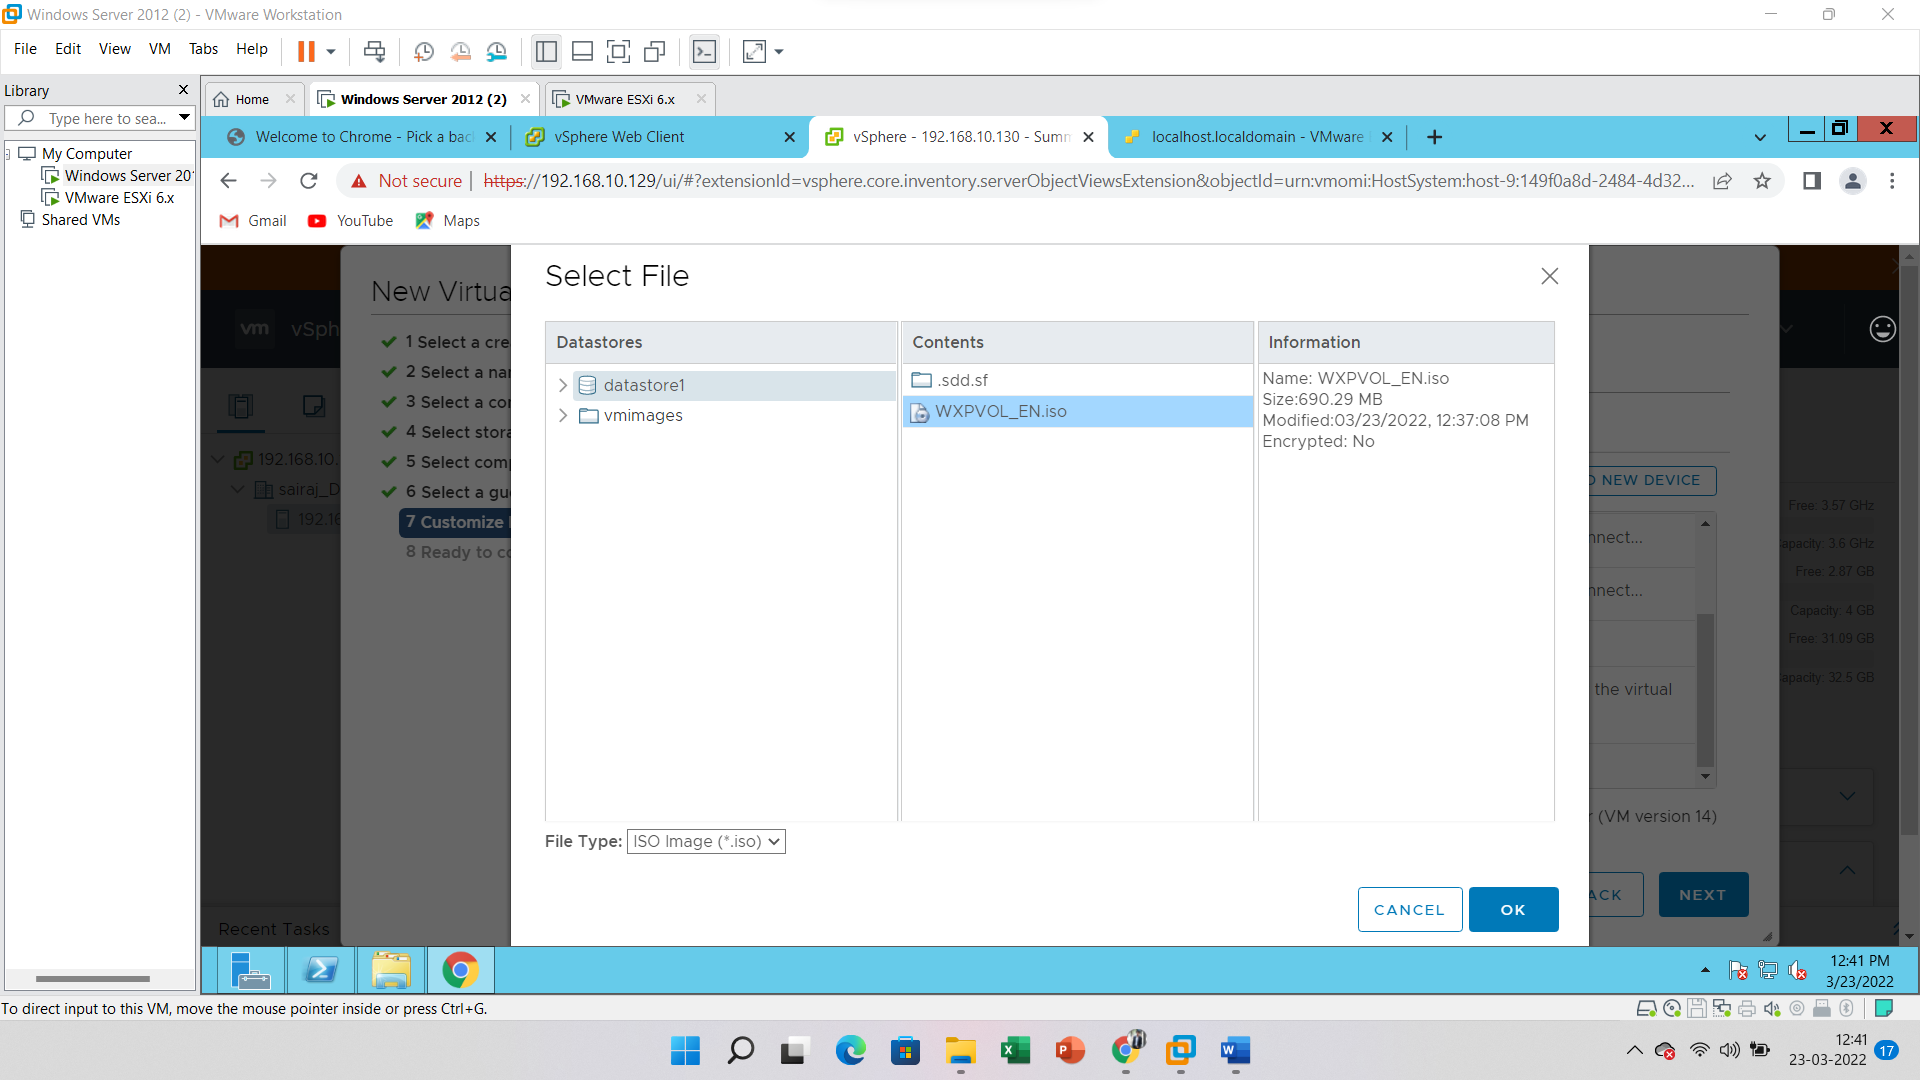 Windows Server 2012 (2) - VMware Workstation
File Edit View VM Tabs Help
Library
Type here to sea...
My Computer
Windows Server 20
VMware ESXi 6.x
Shared VMs
Home
Windows Server 2012 (2)
VMware ESXi 6.x
Welcome to Chrome - Pick a bac
vSphere Web Client
vSphere - 192.168.10.130 - Summ
localhost.localdomain - VMware
Not secure | https://192.168.10.129/ui/#?extensionId=vsphere.core.inventory.serverObjectViewsExtension&objectId=urn:vmomi:HostSystem:host-9:149f0a8d-2484-4d32...
Gmail YouTube Maps
vm vSph
192.168.10.
sairaj_D
192.16
New Virtua
1 Select a cre
2 Select a na
3 Select a co
4 Select stora
5 Select com
6 Select a gu
7 Customize
8 Ready to co
Select File
Datastores
datastore1
vmimages
Contents
.sdd.sf
WXPVOL_EN.iso
Information
Name: WXPVOL_EN.iso
Size:690.29 MB
Modified:03/23/2022, 12:37:08 PM
Encrypted: No
File Type: ISO Image (*.iso)
CANCEL OK
NEW DEVICE
nnect...
nnect...
the virtual
(VM version 14)
ACK NEXT
Free: 3.57 GHz
apacity: 3.6 GHz
Free: 2.87 GB
Capacity: 4 GB
Free: 31.09 GB
apacity: 32.5 GB
Recent Tasks
12:41 PM
3/23/2022
To direct input to this VM, move the mouse pointer inside or press Ctrl+G.
12:41
23-03-2022
17